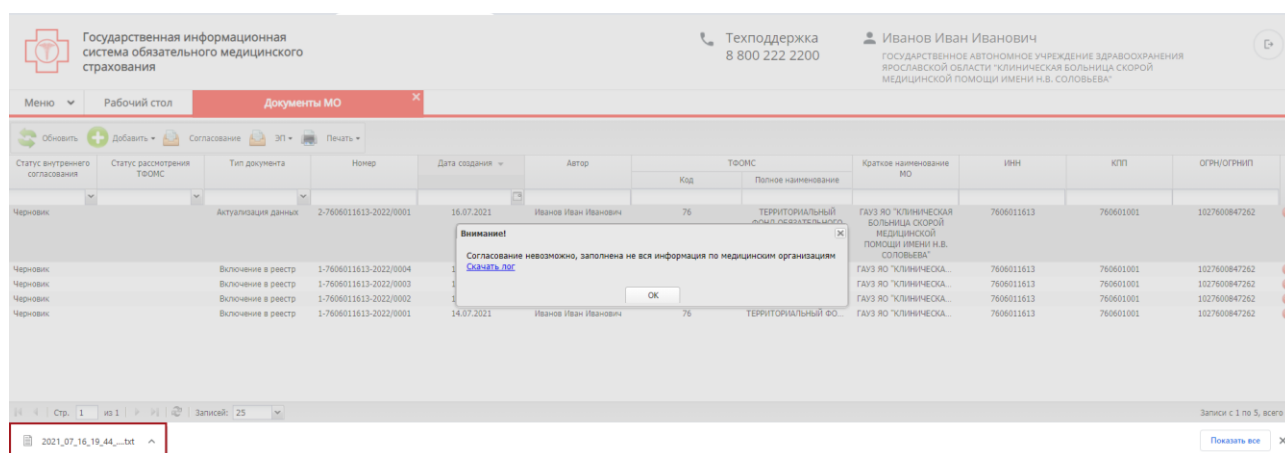 Государственная информационная
система обязательного медицинского
страхования
Техподдержка
8 800 222 2200
Иванов Иван Иванович
ГОСУДАРСТВЕННОЕ АВТОНОМНОЕ УЧРЕЖДЕНИЕ ЗДРАВООХРАНЕНИЯ
ЯРОСЛАВСКОЙ ОБЛАСТИ "КЛИНИЧЕСКАЯ БОЛЬНИЦА СКОРОЙ
МЕДИЦИНСКОЙ ПОМОЩИ ИМЕНИ Н.В. СОЛОВЬЕВА"
Меню Рабочий стол Документы МО
Обновить Добавить Согласование ЭП Печать
Статус внутреннего согласования Статус рассмотрения ТФОМС Тип документа Номер Дата создания Автор ТФОМС Краткое наименование МО ИНН КПП ОГРН/ОГРНИП
Код Полное наименование
Черновик Актуализация данных 2-7606011613-2022/0001 16.07.2021 Иванов Иван Иванович 76 ТЕРРИТОРИАЛЬНЫЙ ГАУЗ ЯО "КЛИНИЧЕСКАЯ 7606011613 760601001 1027600847262
ФОНД ОБЯЗАТЕЛЬНОГО БОЛЬНИЦА СКОРОЙ
МЕДИЦИНСКОЙ
ПОМОЩИ ИМЕНИ Н.В.
СОЛОВЬЕВА"
Внимание!
Согласование невозможно, заполнена не вся информация по медицинским организациям
Скачать лог
ОК
Черновик Включение в реестр 1-7606011613-2022/0004 1 ГАУЗ ЯО "КЛИНИЧЕСКА... 7606011613 760601001 1027600847262
Черновик Включение в реестр 1-7606011613-2022/0003 1 ГАУЗ ЯО "КЛИНИЧЕСКА... 7606011613 760601001 1027600847262
Черновик Включение в реестр 1-7606011613-2022/0002 1 ГАУЗ ЯО "КЛИНИЧЕСКА... 7606011613 760601001 1027600847262
Черновик Включение в реестр 1-7606011613-2022/0001 14.07.2021 Иванов Иван Иванович 76 ТЕРРИТОРИАЛЬНЫЙ ФО... ГАУЗ ЯО "КЛИНИЧЕСКА... 7606011613 760601001 1027600847262
Стр. 1 из 1 Записей: 25 Записи с 1 по 5, всего
2021_07_16_19_44_....txt Показать все